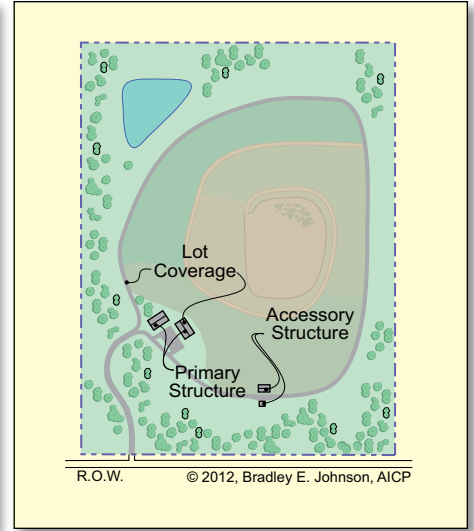 Lot
Coverage
Accessory
Structure
Primary
Structure
R.O.W.
© 2012, Bradley E. Johnson, AICP